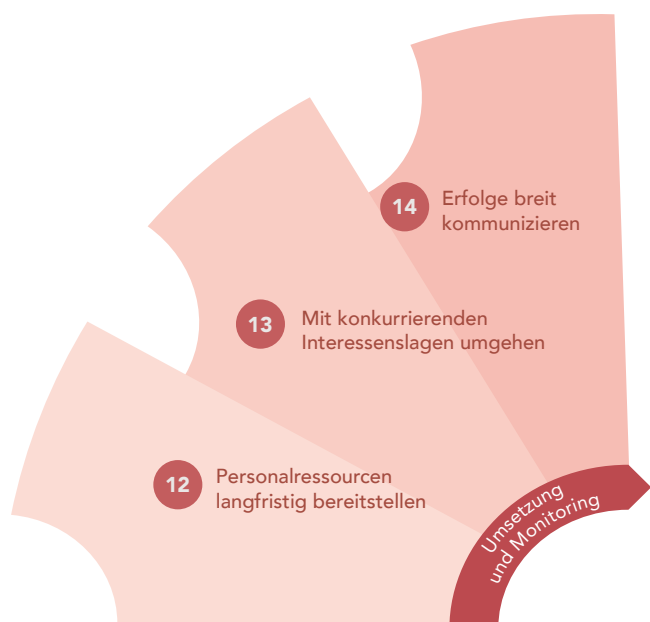 14
Erfolge breit
kommunizieren
13
Mit konkurrierenden
Interessenslagen umgehen
12
Personalressourcen
langfristig bereitstellen
Umsetzung
und Monitoring